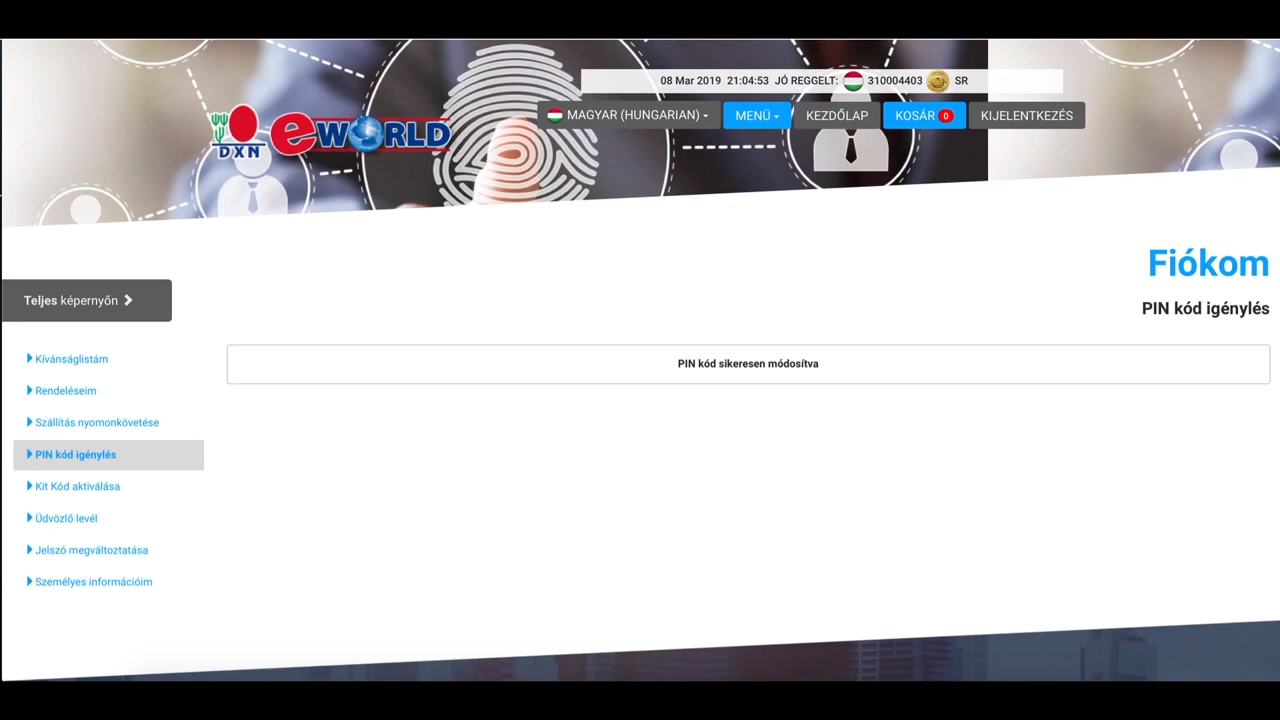 08 Mar 2019 21:04:53 JÓ REGGELT: 310004403 SR
DXN eWORLD
MAGYAR (HUNGARIAN) MENÜ KEZDŐLAP KOSÁR 0 KIJELENTKEZÉS
Fiókom
PIN kód igénylés
Teljes képernyőn
Kívánságlistám
Rendeléseim
Szállítás nyomonkövetése
PIN kód igénylés
Kit Kód aktiválása
Üdvözlő levél
Jelszó megváltoztatása
Személyes információim
PIN kód sikeresen módosítva